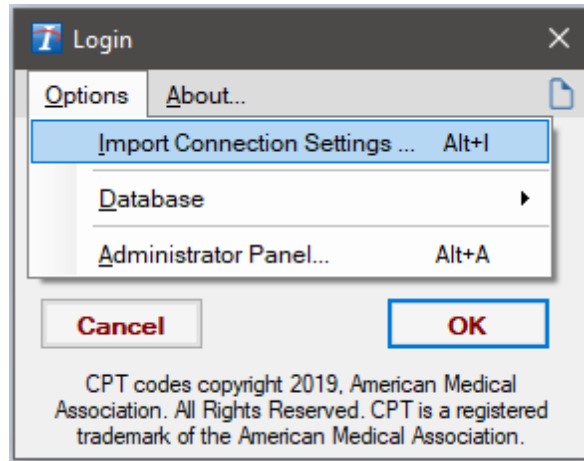 Login
Options About...
Import Connection Settings ... Alt+I
Database
Administrator Panel... Alt+A
Cancel OK
CPT codes copyright 2019, American Medical
Association. All Rights Reserved. CPT is a registered
trademark of the American Medical Association.